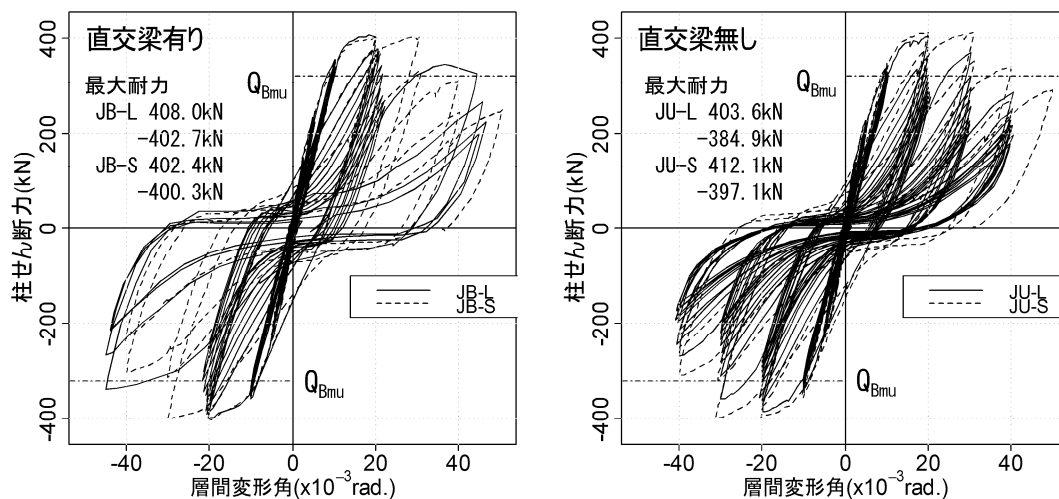 直交梁有り
最大耐力
JB-L 408.0kN
-402.7kN
JB-S 402.4kN
-400.3kN
QBmu
QBmu
JB-L
JB-S
柱せん断力(kN)
400
200
0
-200
-400
-40 -20 0 20 40
層間変形角(x10⁻³rad.)
直交梁無し
最大耐力
JU-L 403.6kN
-384.9kN
JU-S 412.1kN
-397.1kN
QBmu
QBmu
JU-L
JU-S
柱せん断力(kN)
400
200
0
-200
-400
-40 -20 0 20 40
層間変形角(x10⁻³rad.)